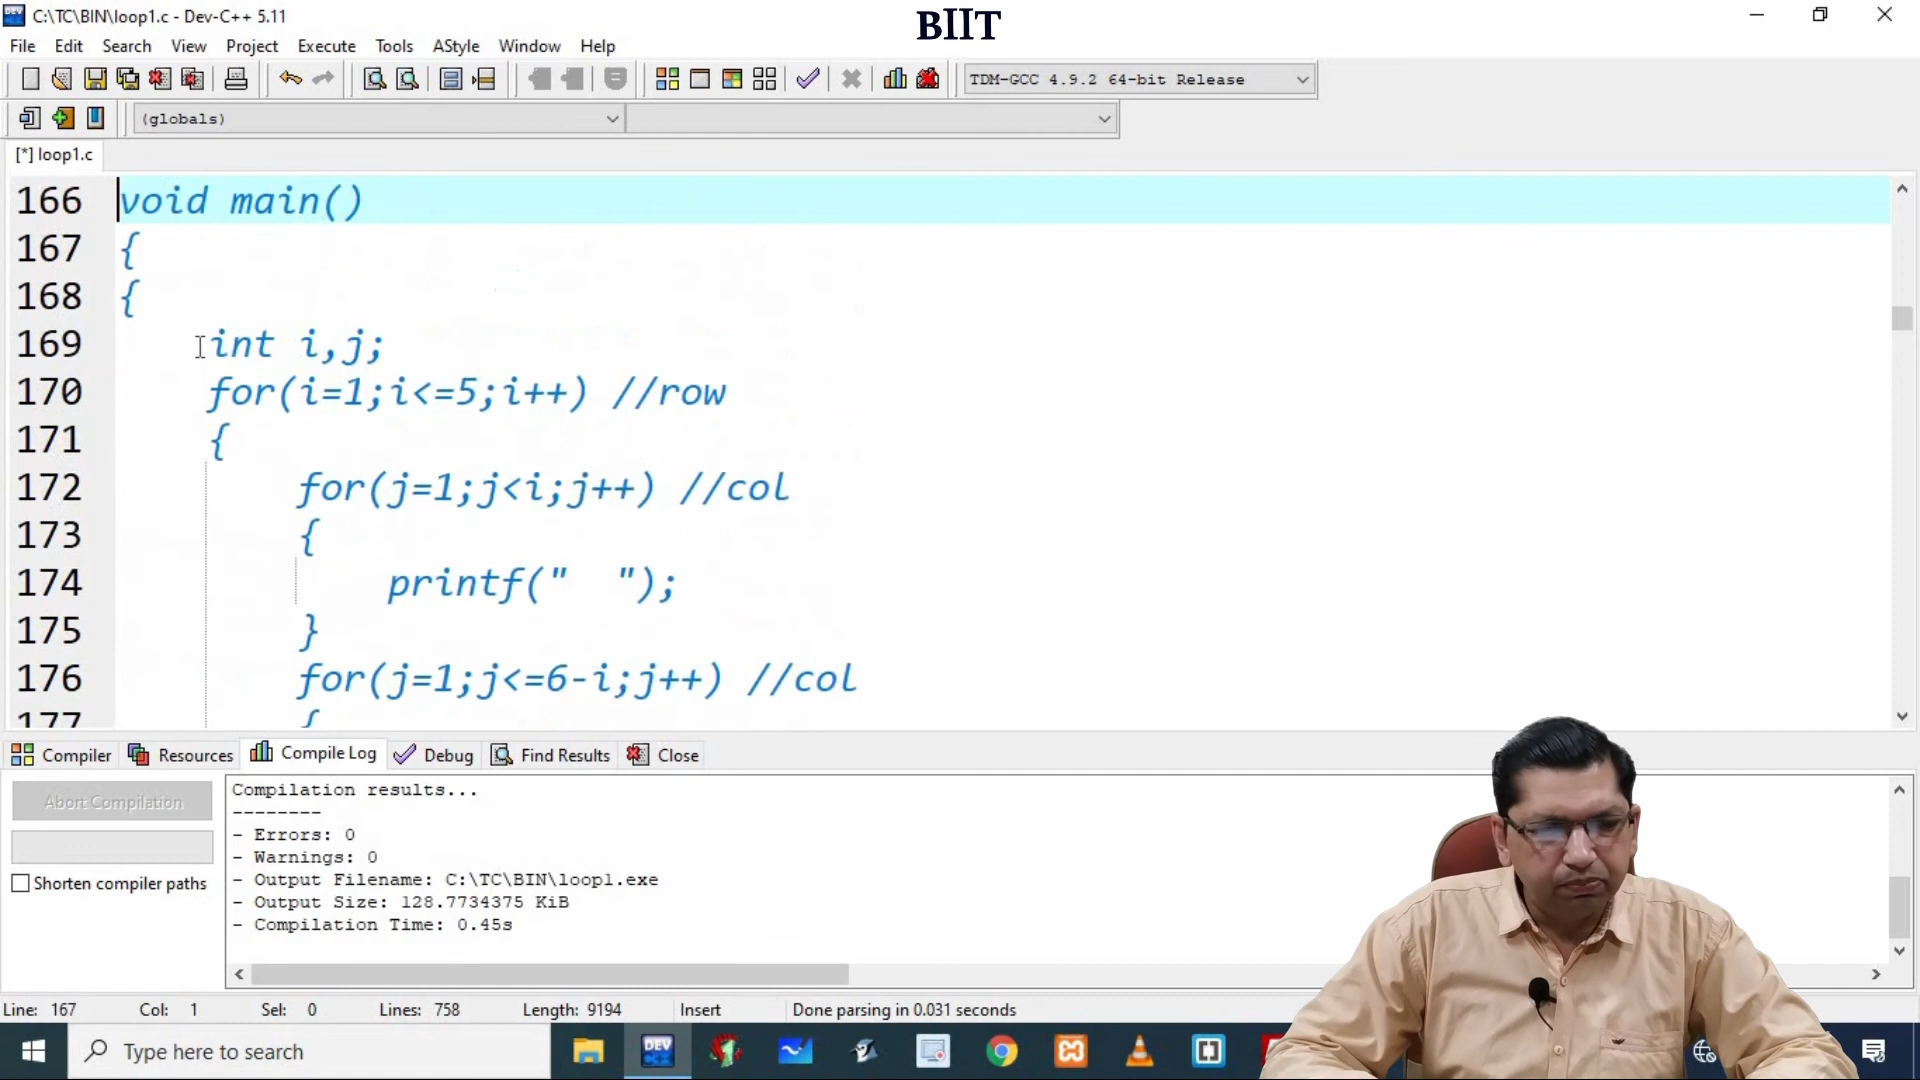 C:\TC\BIN\loop1.c - Dev-C++ 5.11
BIIT
File Edit Search View Project Execute Tools AStyle Window Help
TDM-GCC 4.9.2 64-bit Release
(globals)
[*] loop1.c
166 void main()
167 {
168 {
169 int i,j;
170 for(i=1;i<=5;i++) //row
171 {
172 for(j=1;j<i;j++) //col
173 {
174 printf("  ");
175 }
176 for(j=1;j<=6-i;j++) //col
177 {
Compiler Resources Compile Log Debug Find Results Close
Abort Compilation
Shorten compiler paths
Compilation results...
--------
- Errors: 0
- Warnings: 0
- Output Filename: C:\TC\BIN\loop1.exe
- Output Size: 128.7734375 KiB
- Compilation Time: 0.45s
Line: 167 Col: 1 Sel: 0 Lines: 758 Length: 9194 Insert Done parsing in 0.031 seconds
Type here to search
DEV